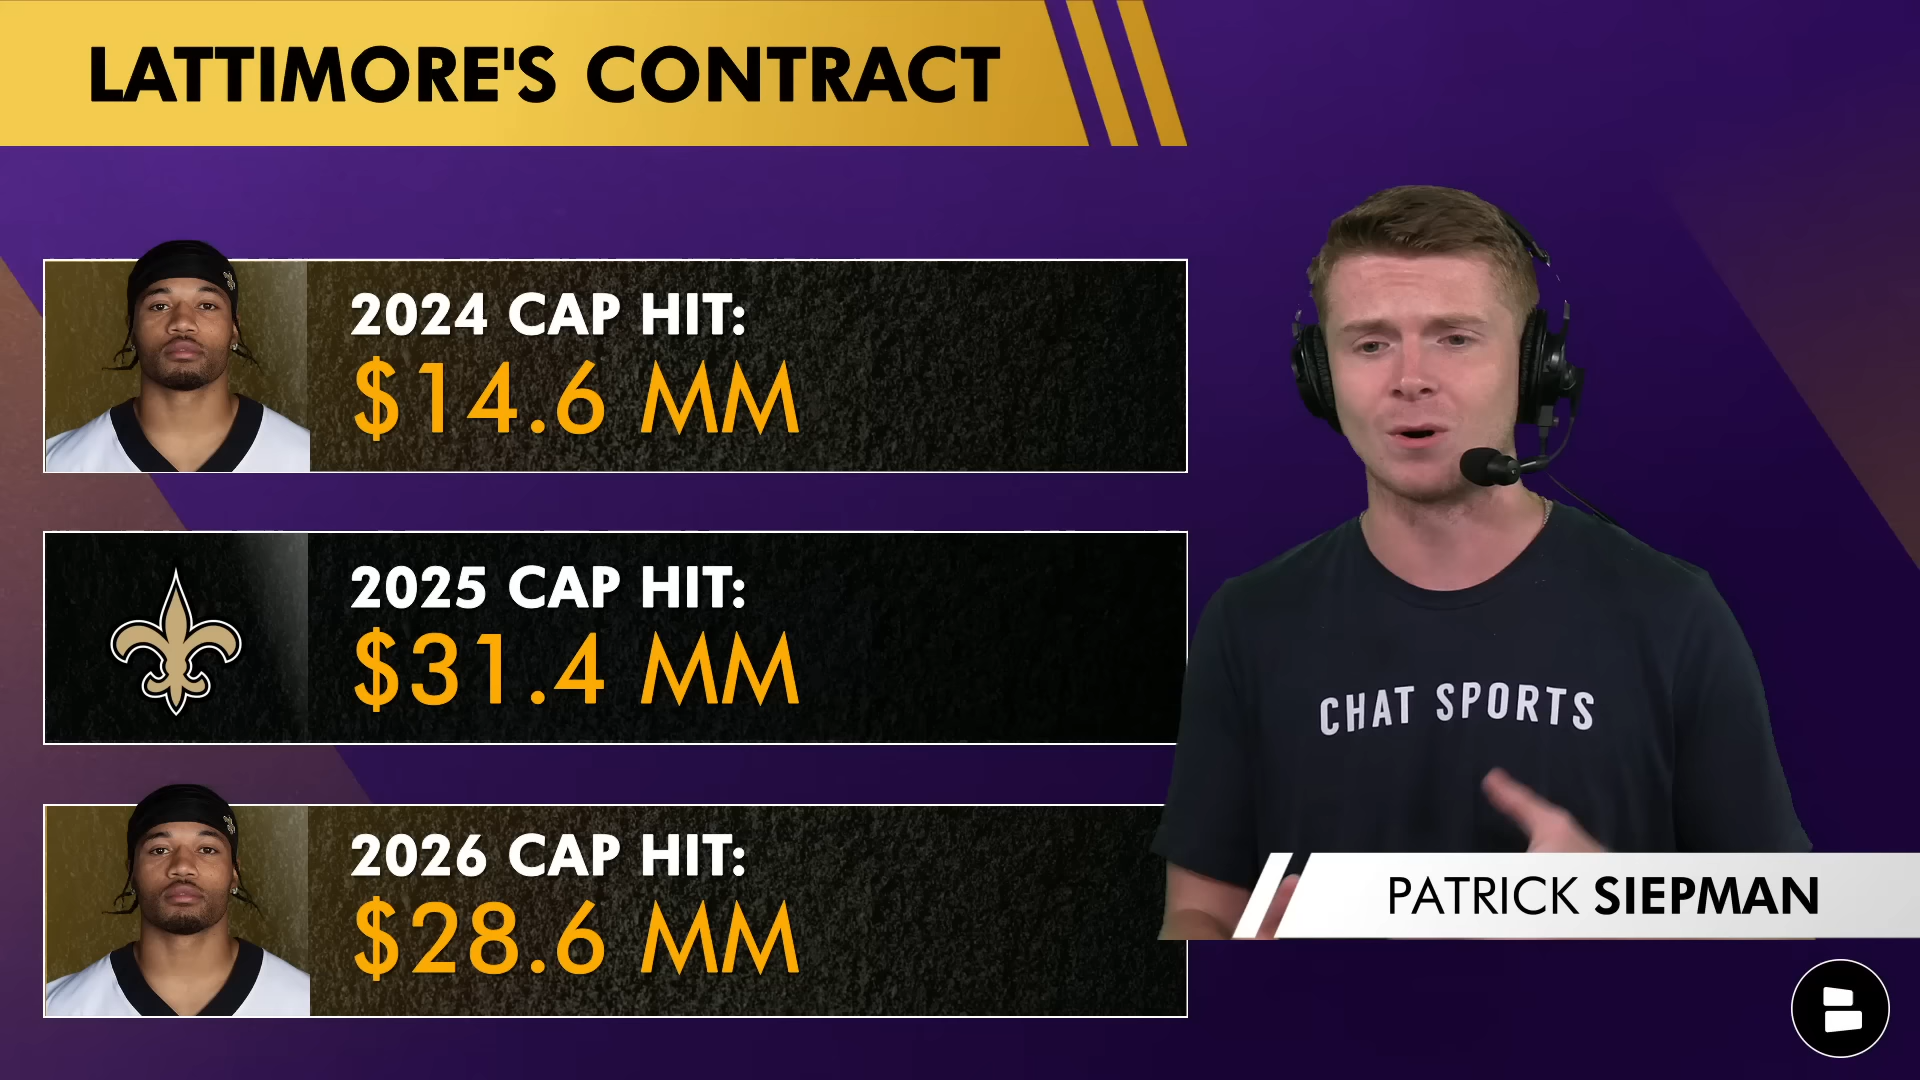 LATTIMORE'S CONTRACT
2024 CAP HIT:
$14.6 MM
2025 CAP HIT:
$31.4 MM
2026 CAP HIT:
$28.6 MM
CHAT SPORTS
PATRICK SIEPMAN